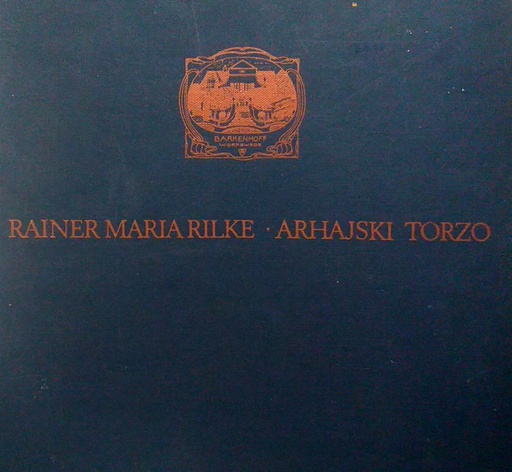 BARKENHOFF
WORPSWEDE
RAINER MARIA RILKE · ARHAJSKI TORZO